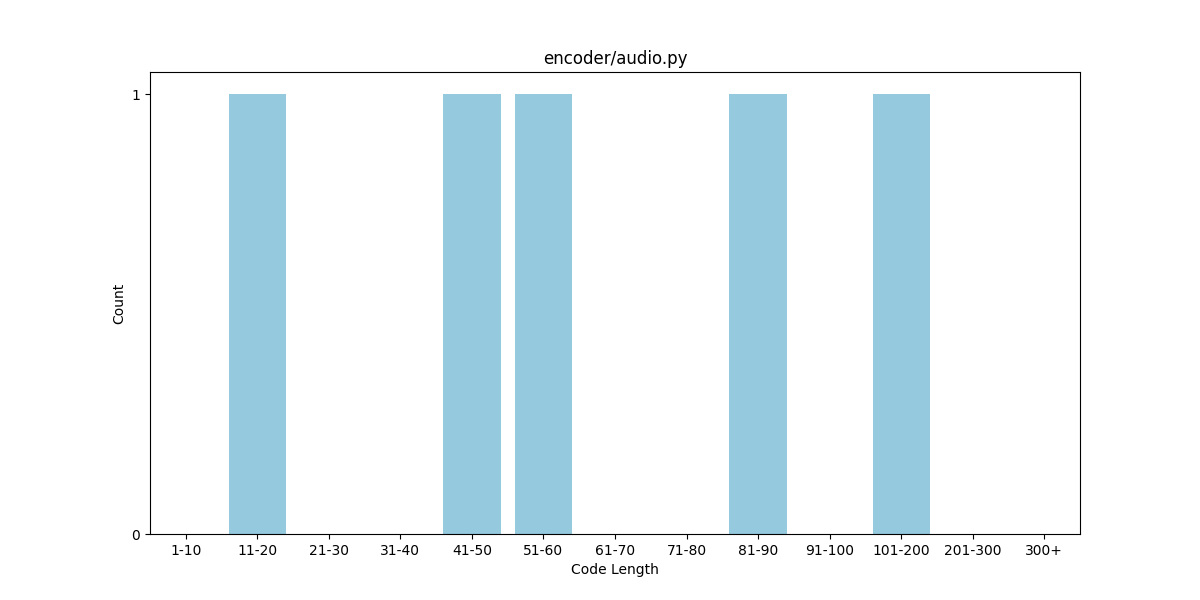 encoder/audio.py
1
Count
0
1-10 11-20 21-30 31-40 41-50 51-60 61-70 71-80 81-90 91-100 101-200 201-300 300+
Code Length